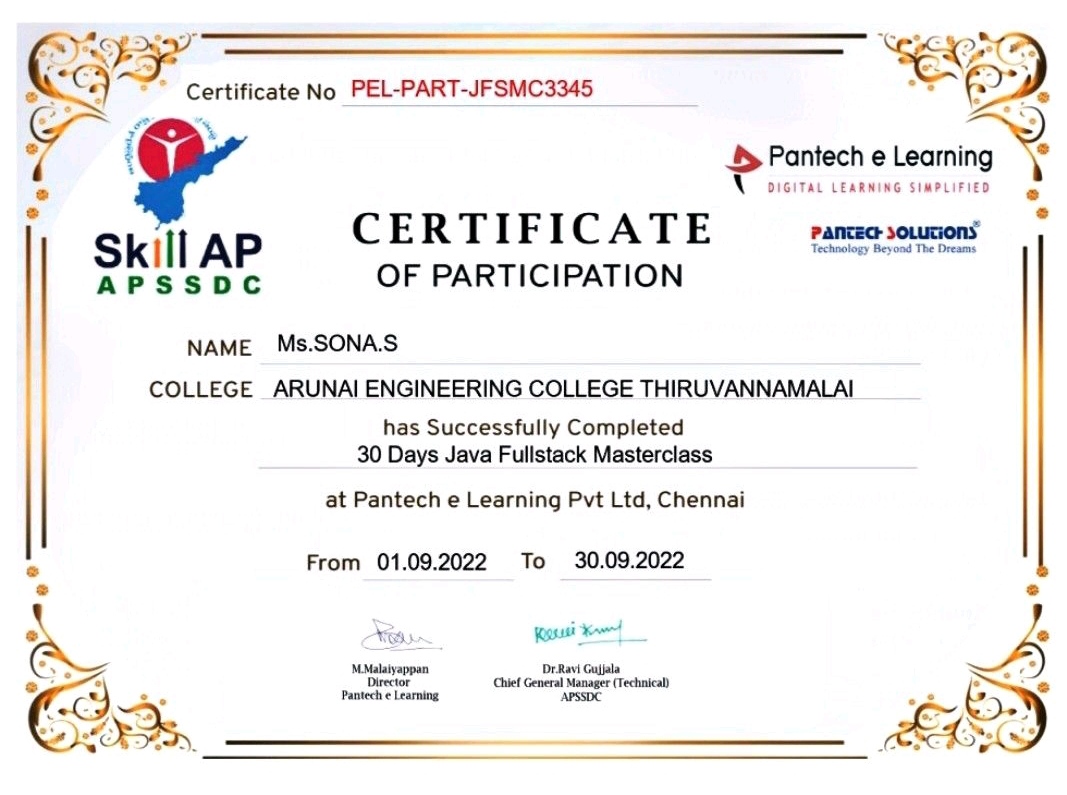 Certificate No PEL-PART-JFSMC3345
Skill AP
APSSDC
Pantech e Learning
DIGITAL LEARNING SIMPLIFIED
PANTECH SOLUTIONS®
Technology Beyond The Dreams
CERTIFICATE
OF PARTICIPATION
NAME Ms.SONA.S
COLLEGE ARUNAI ENGINEERING COLLEGE THIRUVANNAMALAI
has Successfully Completed
30 Days Java Fullstack Masterclass
at Pantech e Learning Pvt Ltd, Chennai
From 01.09.2022 To 30.09.2022
M.Malaiyappan
Director
Pantech e Learning
Dr.Ravi Gujjala
Chief General Manager (Technical)
APSSDC